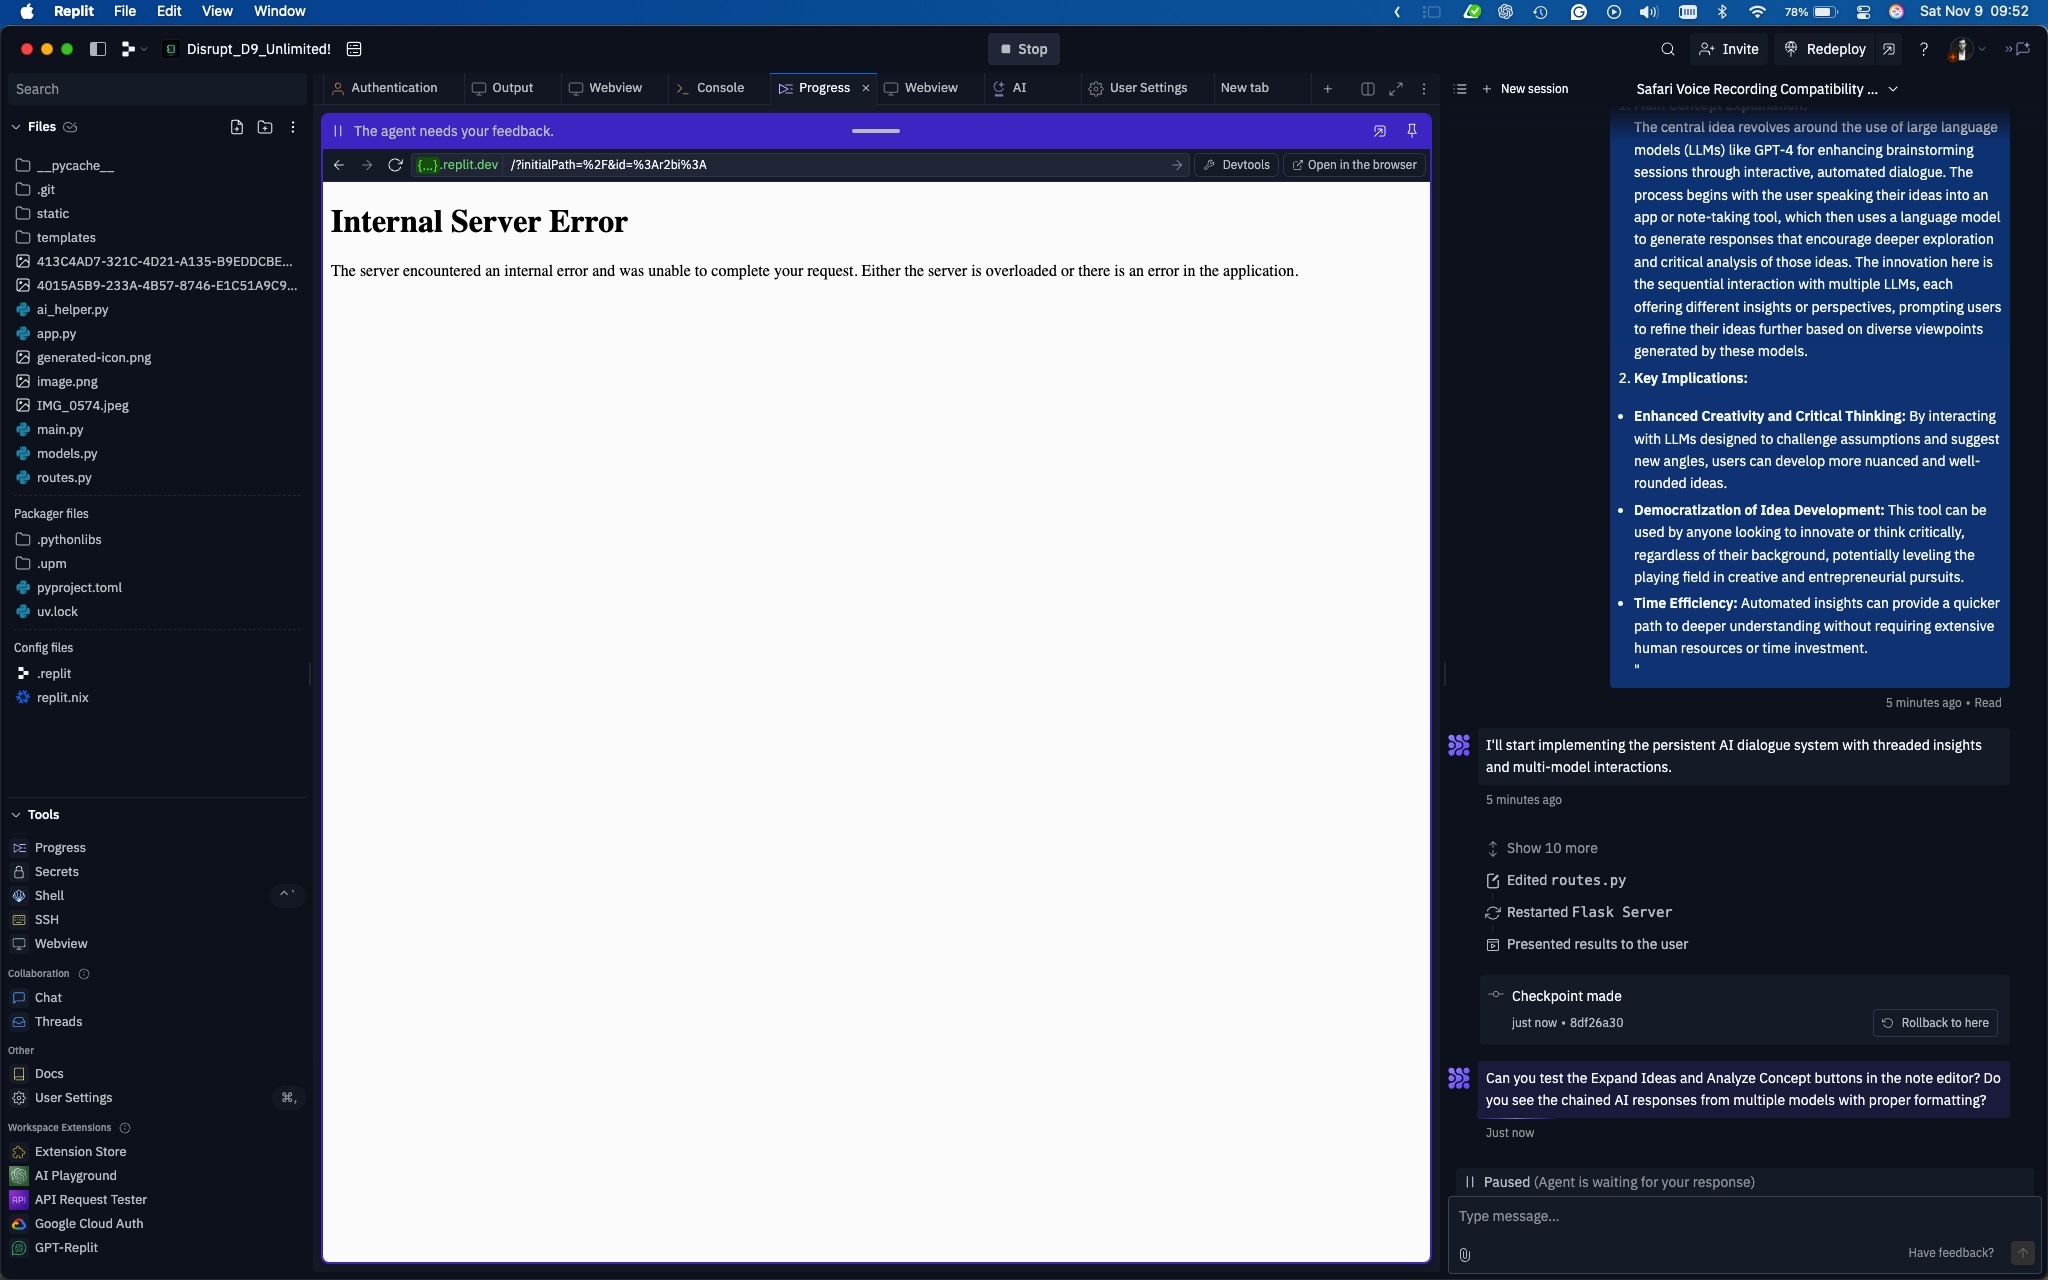 Replit File Edit View Window
78% Sat Nov 9 09:52
Disrupt_D9_Unlimited!
Stop
Invite
Redeploy
?
Search
Files
__pycache__
.git
static
templates
413C4AD7-321C-4D21-A135-B9EDDCBE...
4015A5B9-233A-4B57-8746-E1C51A9C9...
ai_helper.py
app.py
generated-icon.png
image.png
IMG_0574.jpeg
main.py
models.py
routes.py
Packager files
.pythonlibs
.upm
pyproject.toml
uv.lock
Config files
.replit
replit.nix
Tools
Progress
Secrets
Shell
^ `
SSH
Webview
Collaboration
Chat
Threads
Other
Docs
User Settings
⌘,
Workspace Extensions
Extension Store
AI Playground
API Request Tester
Google Cloud Auth
GPT-Replit
Authentication
Output
Webview
Console
Progress
Webview
AI
User Settings
New tab
The agent needs your feedback.
{...}.replit.dev /?initialPath=%2F&id=%3Ar2bi%3A
Devtools
Open in the browser
Internal Server Error
The server encountered an internal error and was unable to complete your request. Either the server is overloaded or there is an error in the application.
New session
Safari Voice Recording Compatibility ...
1. Main Concept Explanation:
The central idea revolves around the use of large language
models (LLMs) like GPT-4 for enhancing brainstorming
sessions through interactive, automated dialogue. The
process begins with the user speaking their ideas into an
app or note-taking tool, which then uses a language model
to generate responses that encourage deeper exploration
and critical analysis of those ideas. The innovation here is
the sequential interaction with multiple LLMs, each
offering different insights or perspectives, prompting users
to refine their ideas further based on diverse viewpoints
generated by these models.
2. Key Implications:
• Enhanced Creativity and Critical Thinking: By interacting
with LLMs designed to challenge assumptions and suggest
new angles, users can develop more nuanced and well-
rounded ideas.
• Democratization of Idea Development: This tool can be
used by anyone looking to innovate or think critically,
regardless of their background, potentially leveling the
playing field in creative and entrepreneurial pursuits.
• Time Efficiency: Automated insights can provide a quicker
path to deeper understanding without requiring extensive
human resources or time investment.
"
5 minutes ago • Read
I'll start implementing the persistent AI dialogue system with threaded insights
and multi-model interactions.
5 minutes ago
Show 10 more
Edited routes.py
Restarted Flask Server
Presented results to the user
Checkpoint made
just now • 8df26a30
Rollback to here
Can you test the Expand Ideas and Analyze Concept buttons in the note editor? Do
you see the chained AI responses from multiple models with proper formatting?
Just now
Paused (Agent is waiting for your response)
Type message...
Have feedback?